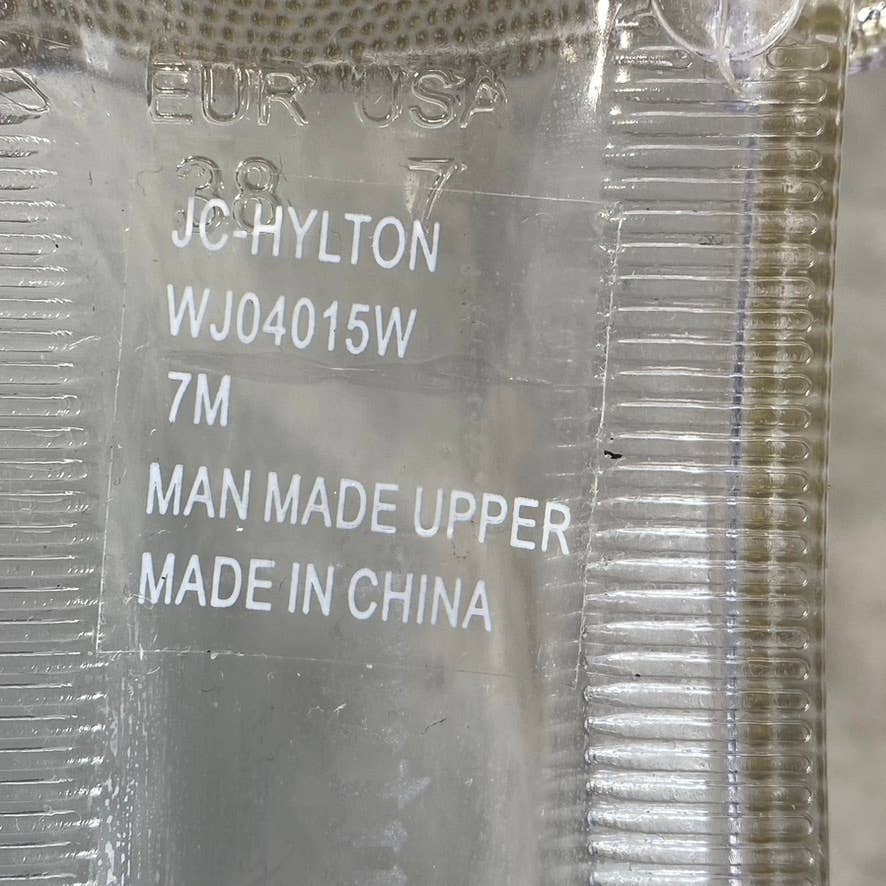 EUR USA
38 7
JC-HYLTON
WJ04015W
7M
MAN MADE UPPER
MADE IN CHINA